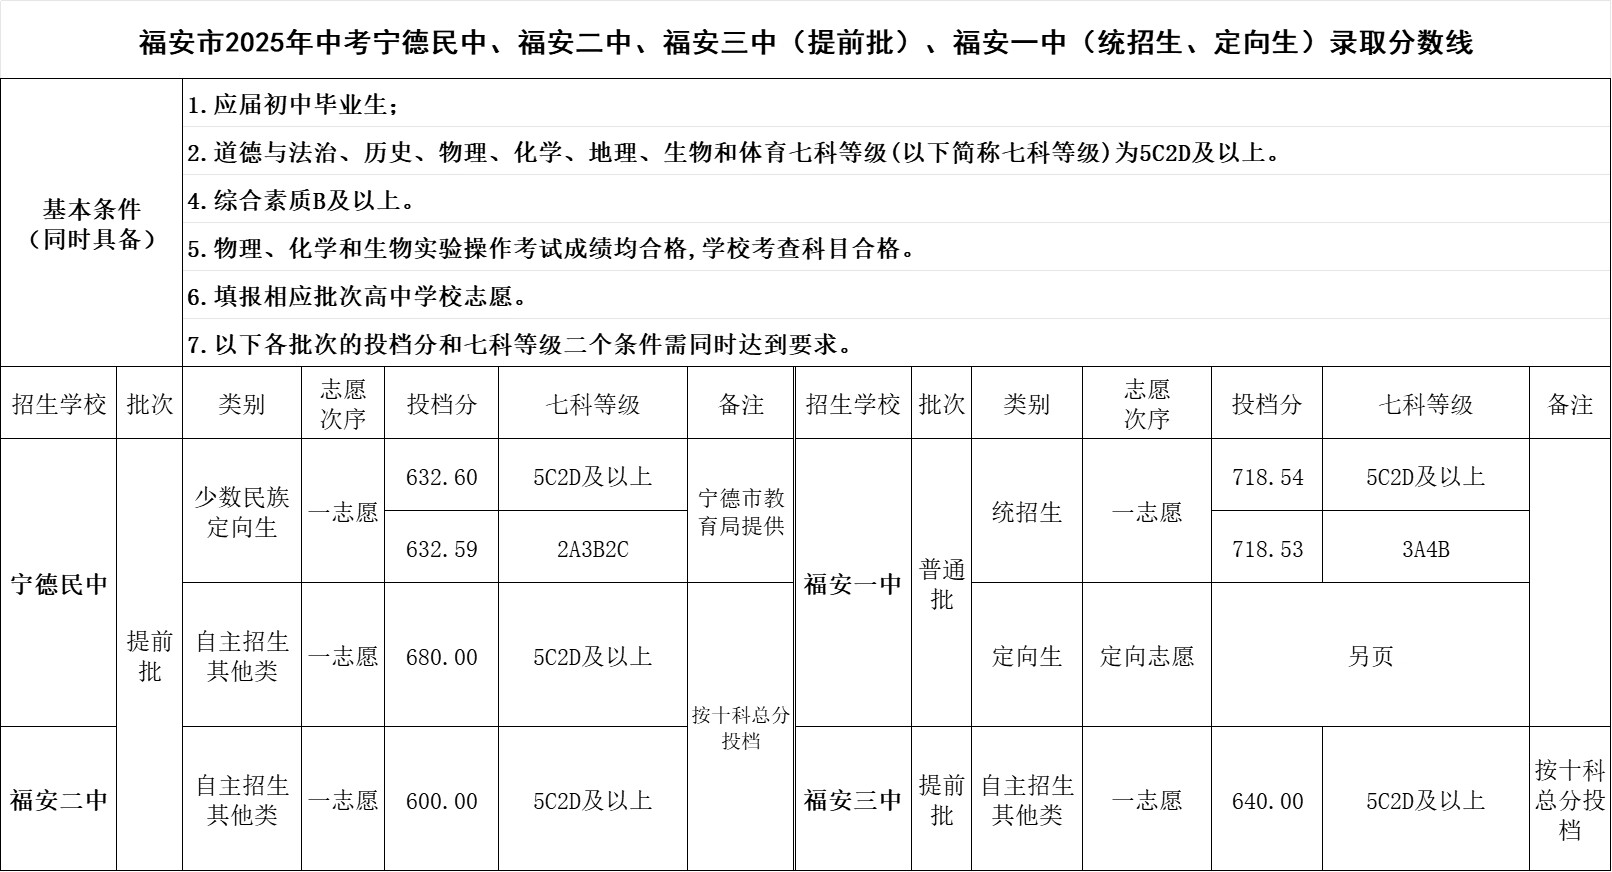 福安市2025年中考宁德民中、福安二中、福安三中（提前批）、福安一中（统招生、定向生）录取分数线
基本条件
（同时具备）
1.应届初中毕业生；
2.道德与法治、历史、物理、化学、地理、生物和体育七科等级(以下简称七科等级)为5C2D及以上。
4.综合素质B及以上。
5.物理、化学和生物实验操作考试成绩均合格,学校考查科目合格。
6.填报相应批次高中学校志愿。
7.以下各批次的投档分和七科等级二个条件需同时达到要求。
招生学校 批次 类别 志愿 投档分 七科等级 备注 招生学校 批次 类别 志愿 投档分 七科等级 备注
次序 次序
宁德民中
提前
批
少数民族
定向生
一志愿
632.60 5C2D及以上
632.59 2A3B2C
宁德市教
育局提供
自主招生
其他类
一志愿
680.00
5C2D及以上
按十科总分
投档
福安二中
自主招生
其他类
一志愿
600.00
5C2D及以上
福安一中
普通
批
统招生
一志愿
718.54 5C2D及以上
718.53 3A4B
定向生
定向志愿
另页
福安三中
提前
批
自主招生
其他类
一志愿
640.00
5C2D及以上
按十科
总分投
档